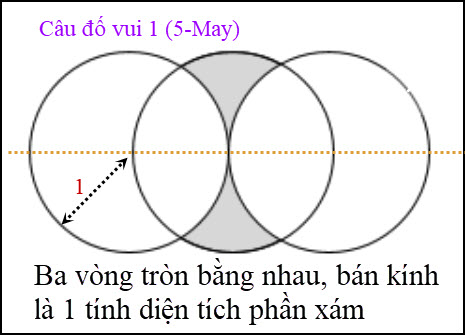 Câu đố vui 1 (5-May)
1
Ba vòng tròn bằng nhau, bán kính
là 1 tính diện tích phần xám